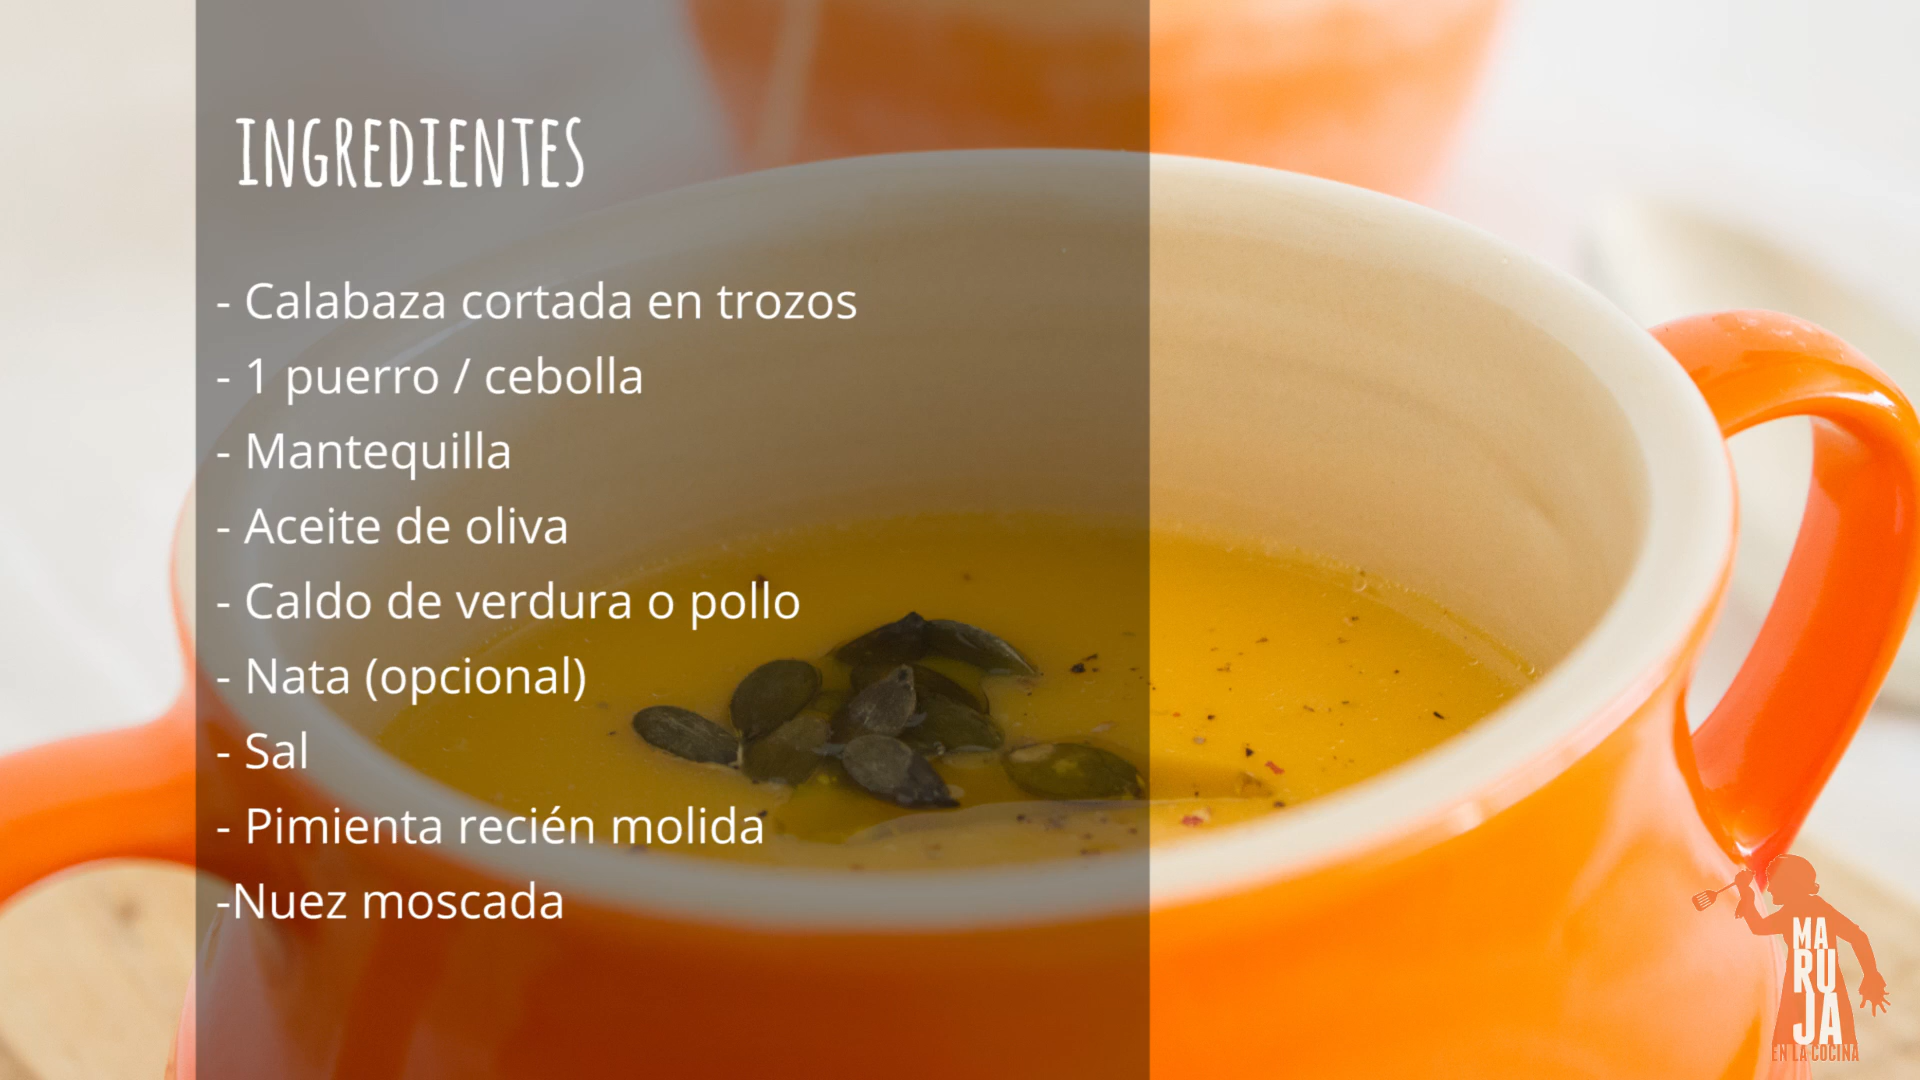 INGREDIENTES
- Calabaza cortada en trozos
- 1 puerro / cebolla
- Mantequilla
- Aceite de oliva
- Caldo de verdura o pollo
- Nata (opcional)
- Sal
- Pimienta recién molida
-Nuez moscada
MA
RU
JA
EN LA COCINA